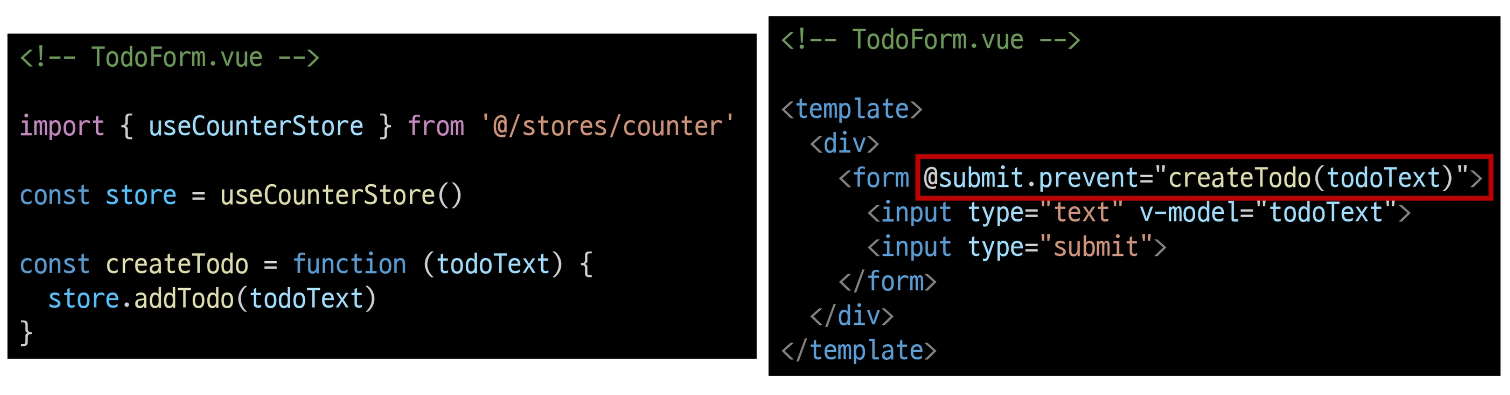 <!-- TodoForm.vue -->
import { useCounterStore } from '@/stores/counter'
const store = useCounterStore()
const createTodo = function (todoText) {
  store.addTodo(todoText)
}
<!-- TodoForm.vue -->
<template>
  <div>
    <form @submit.prevent="createTodo(todoText)">
      <input type="text" v-model="todoText">
      <input type="submit">
    </form>
  </div>
</template>